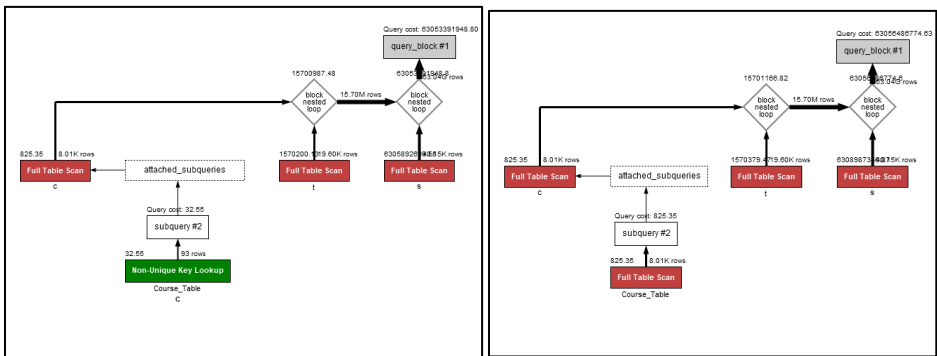 Query cost: 63053391948.80
query_block #1
15700987.48
block
nested
loop
15.70M rows
block
nested
loop
825.35 8.01K rows
Full Table Scan
c
attached_subqueries
Full Table Scan
t
Full Table Scan
s
Query cost: 32.55
subquery #2
32.55 93 rows
Non-Unique Key Lookup
Course_Table
C
Query cost: 63056486774.63
query_block #1
15701166.82
block
nested
loop
15.70M rows
block
nested
loop
825.35 8.01K rows
Full Table Scan
c
attached_subqueries
Full Table Scan
t
Full Table Scan
s
Query cost: 825.35
subquery #2
825.35 8.01K rows
Full Table Scan
Course_Table